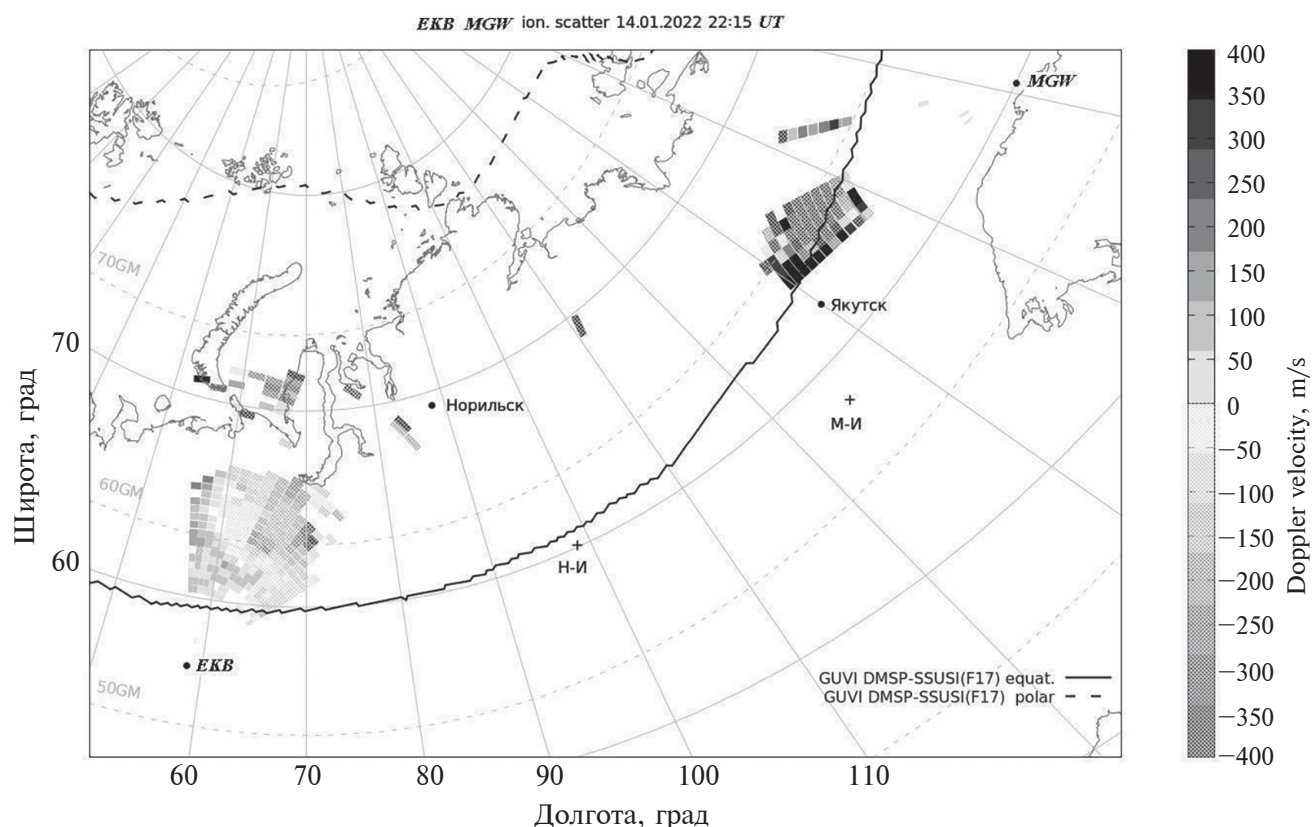 EKB MGW ion. scatter 14.01.2022 22:15 UT
MGW
70GM
Якутск
70
Норильск
М-И
60GM
Н-И
60
EKB
50GM
GUVI DMSP-SSUSI(F17) equat.
GUVI DMSP-SSUSI(F17) polar
60 70 80 90 100 110
Долгота, град
Широта, град
400
350
300
250
200
150
100
50
0
−50
−100
−150
−200
−250
−300
−350
−400
Doppler velocity, m/s